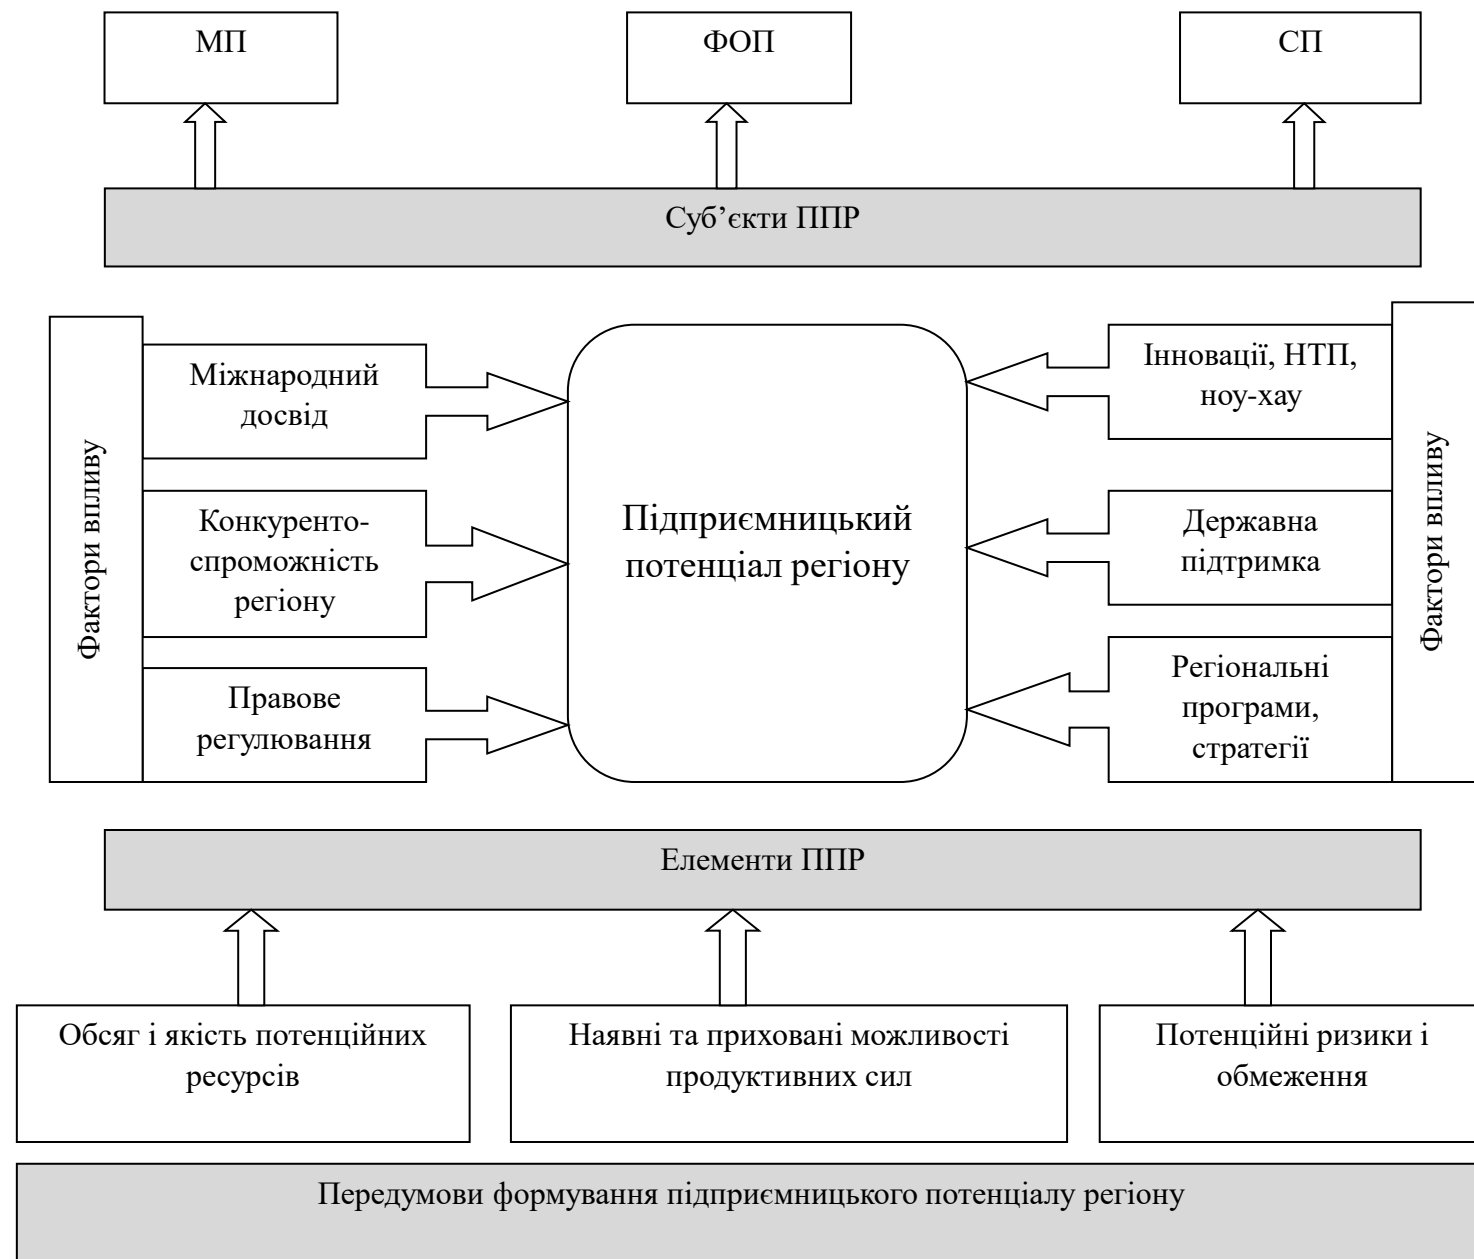 МП
ФОП
СП
Суб’єкти ППР
Фактори впливу
Міжнародний
досвід
Конкуренто-
спроможність
регіону
Правове
регулювання
Підприємницький
потенціал регіону
Інновації, НТП,
ноу-хау
Державна
підтримка
Регіональні
програми,
стратегії
Фактори впливу
Елементи ППР
Обсяг і якість потенційних
ресурсів
Наявні та приховані можливості
продуктивних сил
Потенційні ризики і
обмеження
Передумови формування підприємницького потенціалу регіону